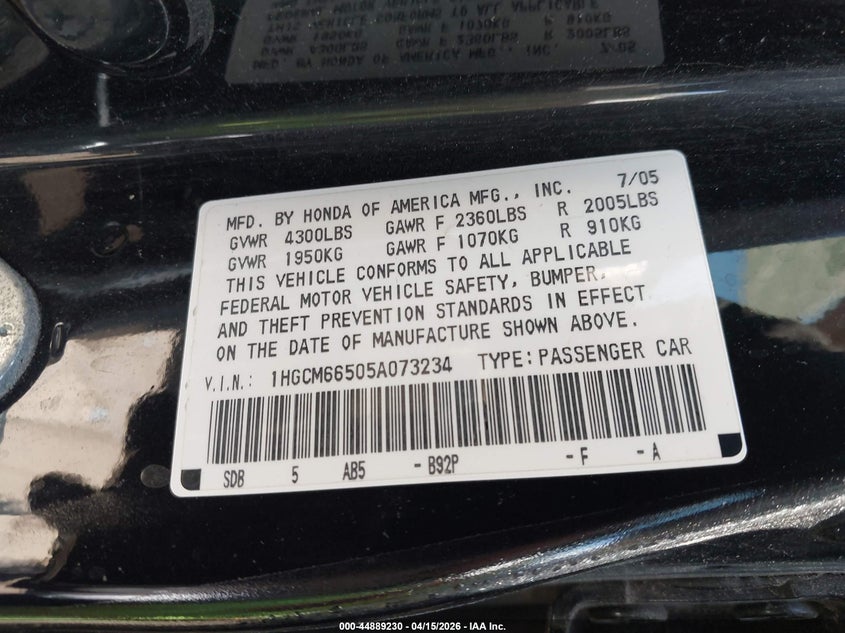 MFD. BY HONDA OF AMERICA MFG., INC. 7/05
GVWR 4300LBS GAWR F 2360LBS R 2005LBS
GVWR 1950KG GAWR F 1070KG R 910KG
THIS VEHICLE CONFORMS TO ALL APPLICABLE
FEDERAL MOTOR VEHICLE SAFETY, BUMPER,
AND THEFT PREVENTION STANDARDS IN EFFECT
ON THE DATE OF MANUFACTURE SHOWN ABOVE.
V.I.N.: 1HGCM66505A073234 TYPE: PASSENGER CAR
SDB 5 AB5 -B92P -F -A
000-44889230 - 04/15/2026 - IAA Inc.